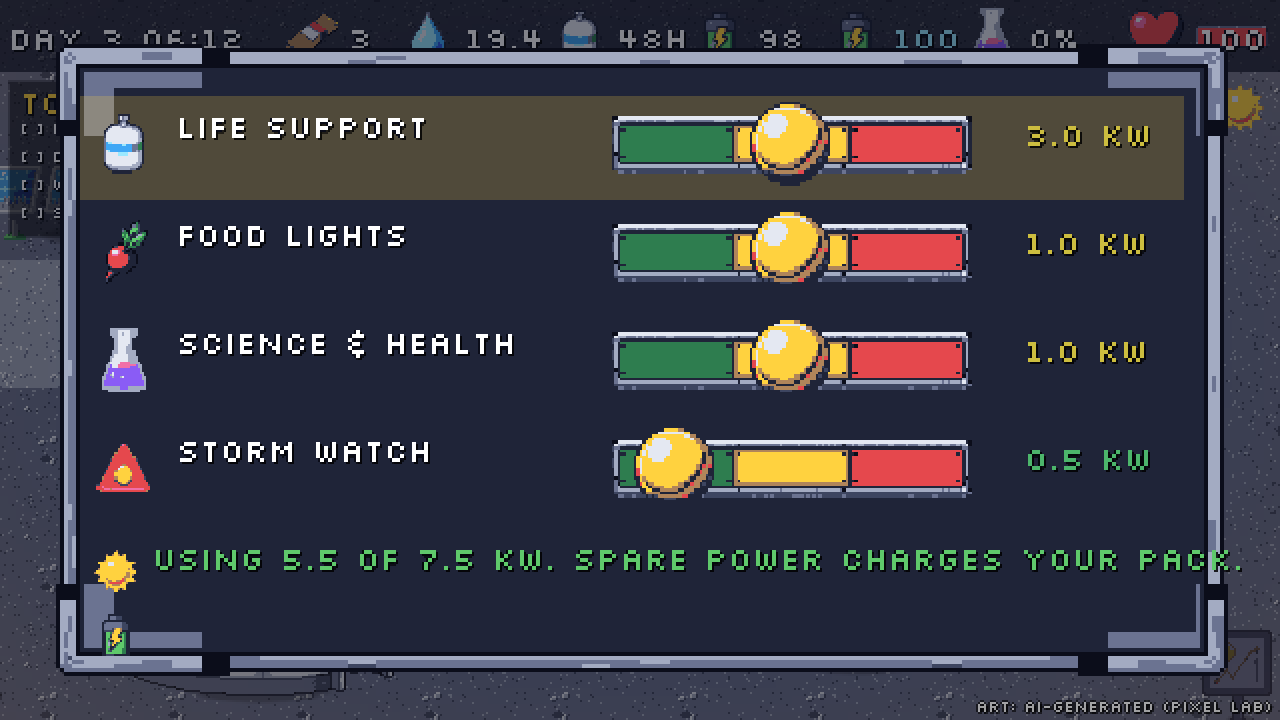 DAY 3 06:12 3 19.4 48H 98 100 0% 100
LIFE SUPPORT 3.0 KW
FOOD LIGHTS 1.0 KW
SCIENCE & HEALTH 1.0 KW
STORM WATCH 0.5 KW
USING 5.5 OF 7.5 KW. SPARE POWER CHARGES YOUR PACK.
ART: AI-GENERATED (PIXEL LAB)